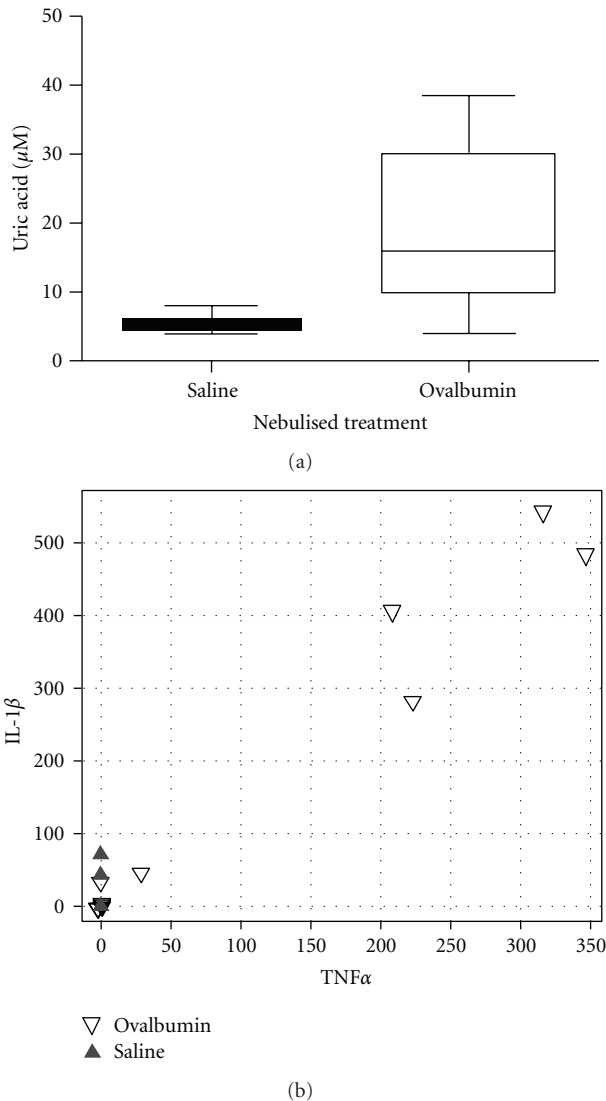 50
40
30
20
10
0
Uric acid (μM)
Saline
Ovalbumin
Nebulised treatment
(a)
500
400
300
200
100
0
IL-1β
0
50
100
150
200
250
300
350
TNFα
Ovalbumin
Saline
(b)